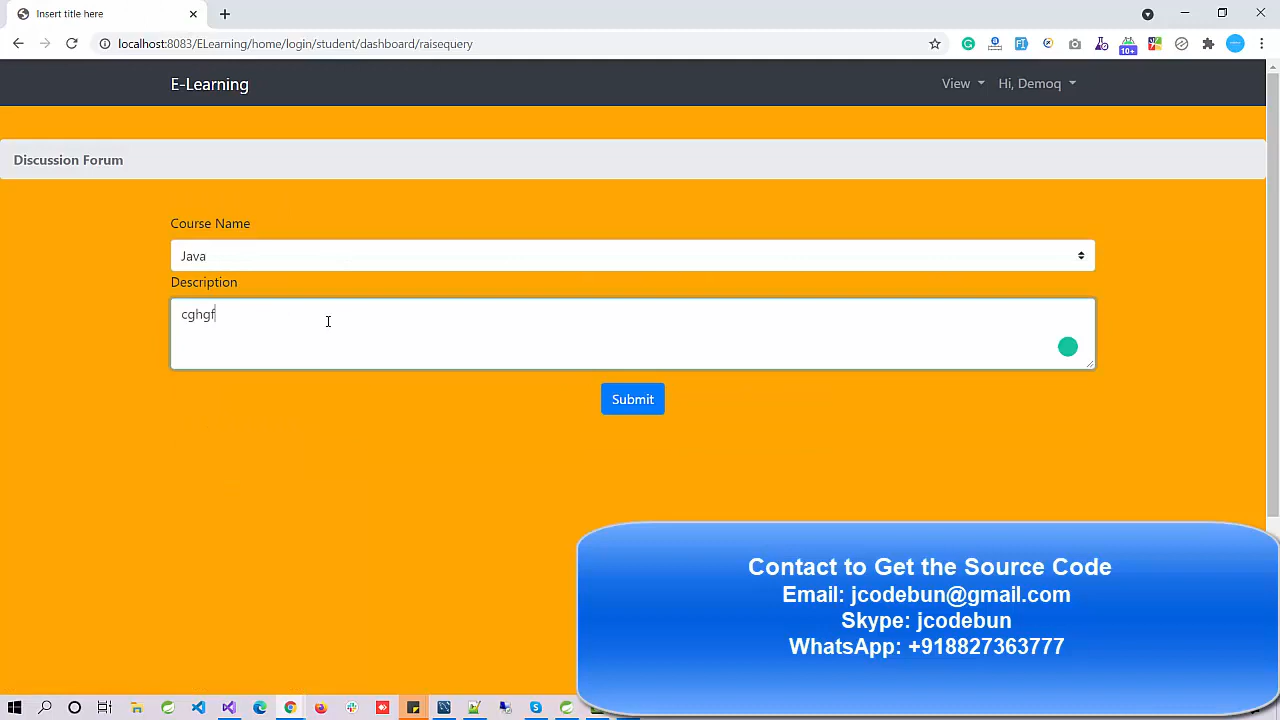 Insert title here
localhost:8083/ELearning/home/login/student/dashboard/raisequery
10+
E-Learning
View
Hi, Demoq
Discussion Forum
Course Name
Java
Description
cghgf
Submit
Contact to Get the Source Code
Email: jcodebun@gmail.com
Skype: jcodebun
WhatsApp: +918827363777